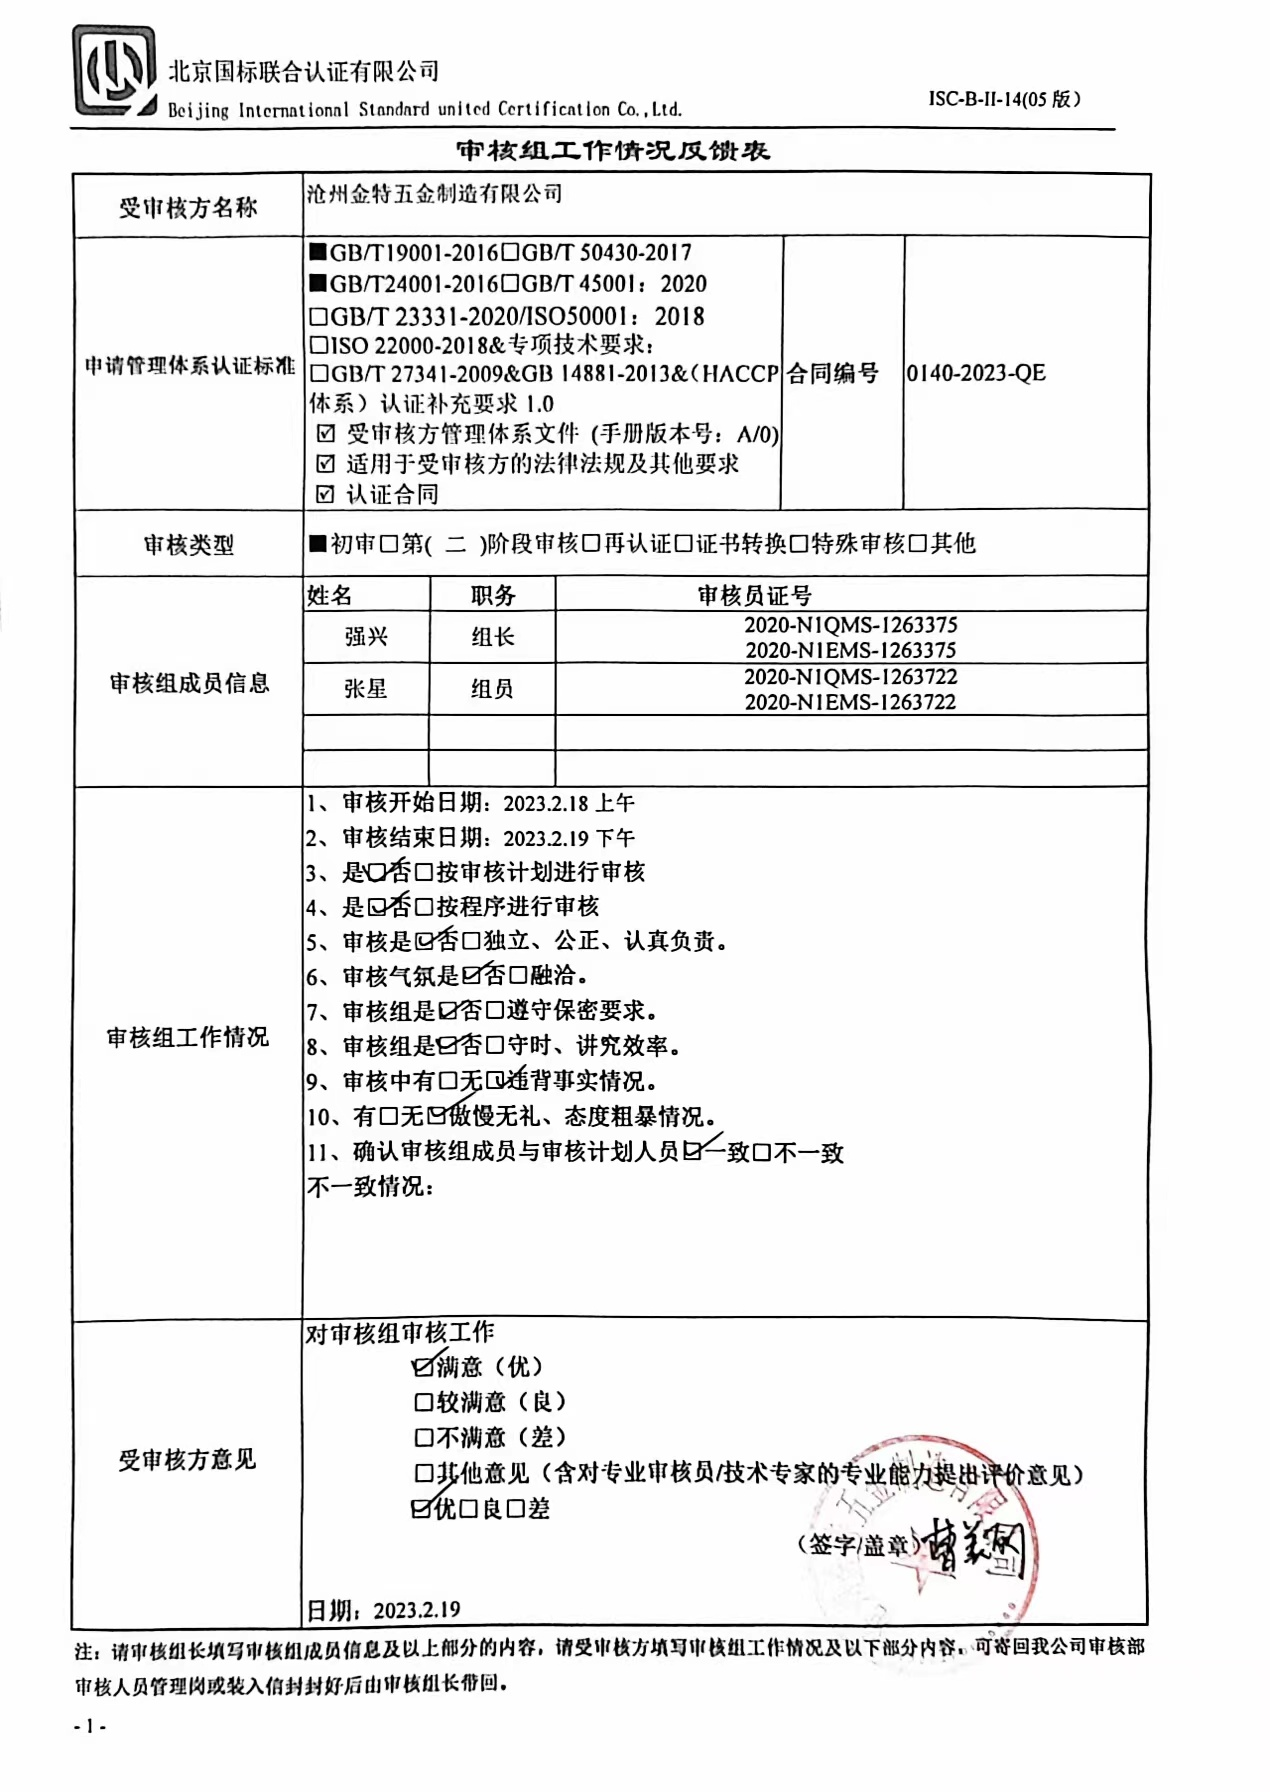 北京国标联合认证有限公司
Beijing International Standard united Certification Co.,Ltd.
ISC-B-II-14(05 版)
审核组工作情况反馈表
受审核方名称
沧州金特五金制造有限公司
申请管理体系认证标准
■GB/T19001-2016□GB/T 50430-2017
■GB/T24001-2016□GB/T 45001：2020
□GB/T 23331-2020/ISO50001：2018
□ISO 22000-2018&专项技术要求：
□GB/T 27341-2009&GB 14881-2013&（HACCP
体系）认证补充要求 1.0
☑ 受审核方管理体系文件 (手册版本号：A/0)
☑ 适用于受审核方的法律法规及其他要求
☑ 认证合同
合同编号
0140-2023-QE
审核类型
■初审□第( 二 )阶段审核□再认证□证书转换□特殊审核□其他
审核组成员信息
姓名 职务 审核员证号
强兴 组长 2020-N1QMS-1263375
2020-N1EMS-1263375
张星 组员 2020-N1QMS-1263722
2020-N1EMS-1263722
审核组工作情况
1、审核开始日期：2023.2.18 上午
2、审核结束日期：2023.2.19 下午
3、是☑否□按审核计划进行审核
4、是☑否□按程序进行审核
5、审核是☑否□独立、公正、认真负责。
6、审核气氛是☑否□融洽。
7、审核组是☑否□遵守保密要求。
8、审核组是☑否□守时、讲究效率。
9、审核中有□无☑违背事实情况。
10、有□无☑傲慢无礼、态度粗暴情况。
11、确认审核组成员与审核计划人员☑一致□不一致
不一致情况：
受审核方意见
对审核组审核工作
☑满意（优）
□较满意（良）
□不满意（差）
□其他意见（含对专业审核员/技术专家的专业能力提出评价意见）
☑优□良□差
（签字/盖章）
五金制造有限公司
日期：2023.2.19
注：请审核组长填写审核组成员信息及以上部分的内容，请受审核方填写审核组工作情况及以下部分内容。可寄回我公司审核部
审核人员管理岗或装入信封封好后由审核组长带回。
- 1 -